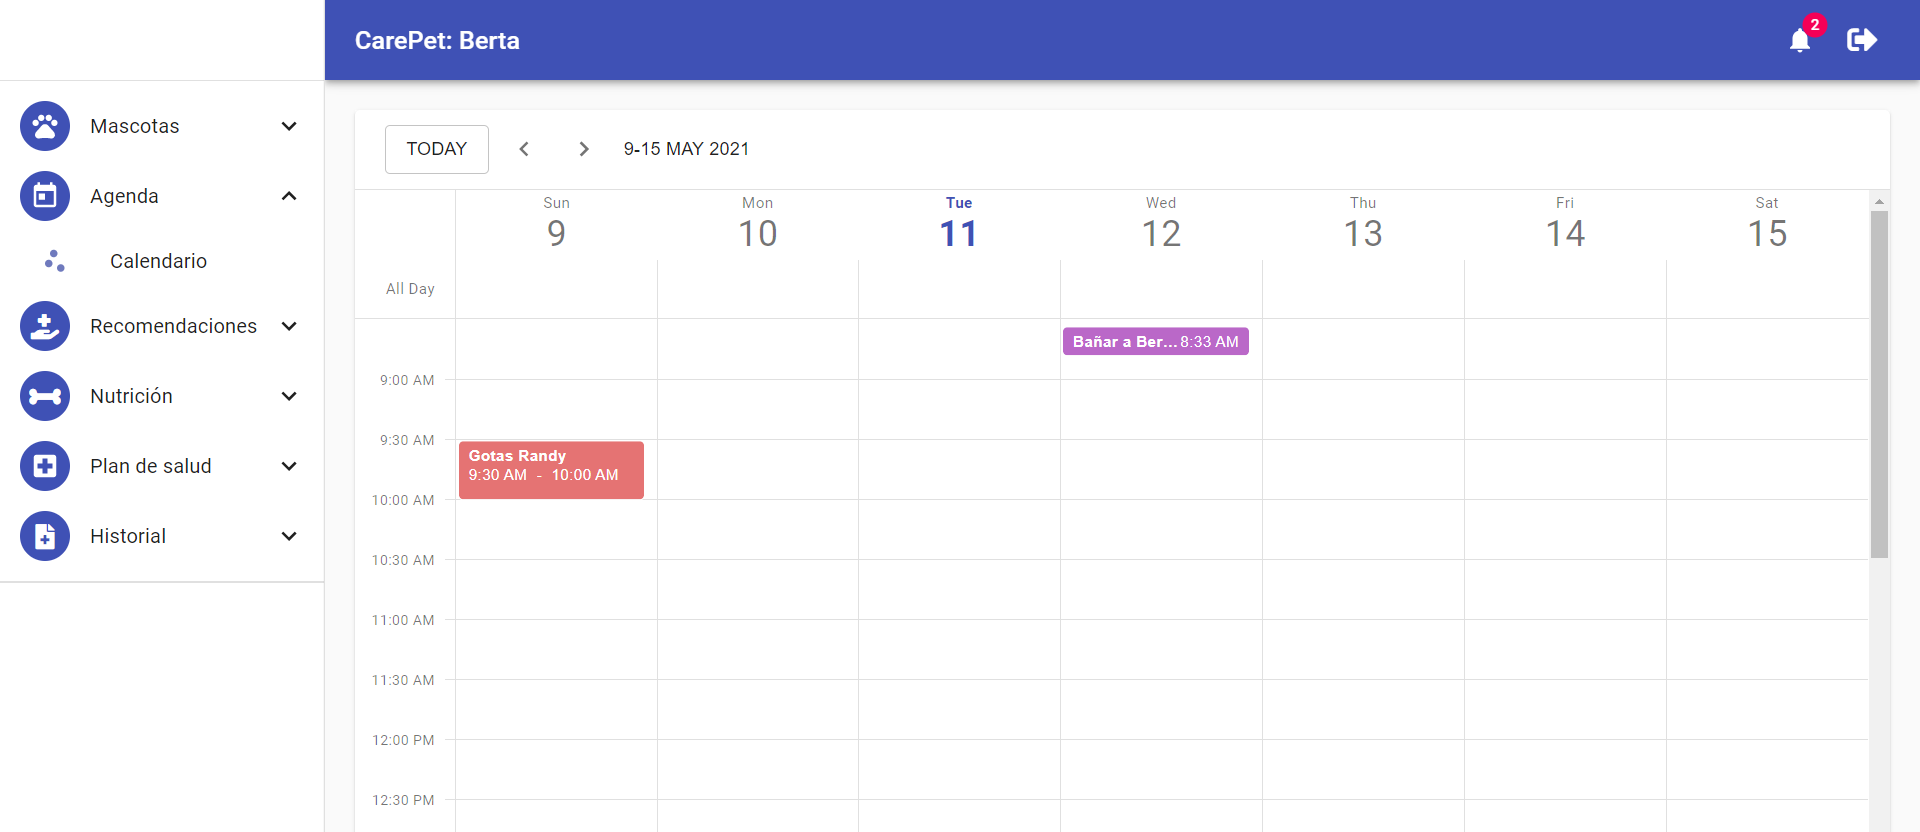 CarePet: Berta
2
Mascotas
Agenda
Calendario
Recomendaciones
Nutrición
Plan de salud
Historial
TODAY
9-15 MAY 2021
Sun Mon Tue Wed Thu Fri Sat
9 10 11 12 13 14 15
All Day
Bañar a Ber... 8:33 AM
9:00 AM
9:30 AM
Gotas Randy
9:30 AM - 10:00 AM
10:00 AM
10:30 AM
11:00 AM
11:30 AM
12:00 PM
12:30 PM